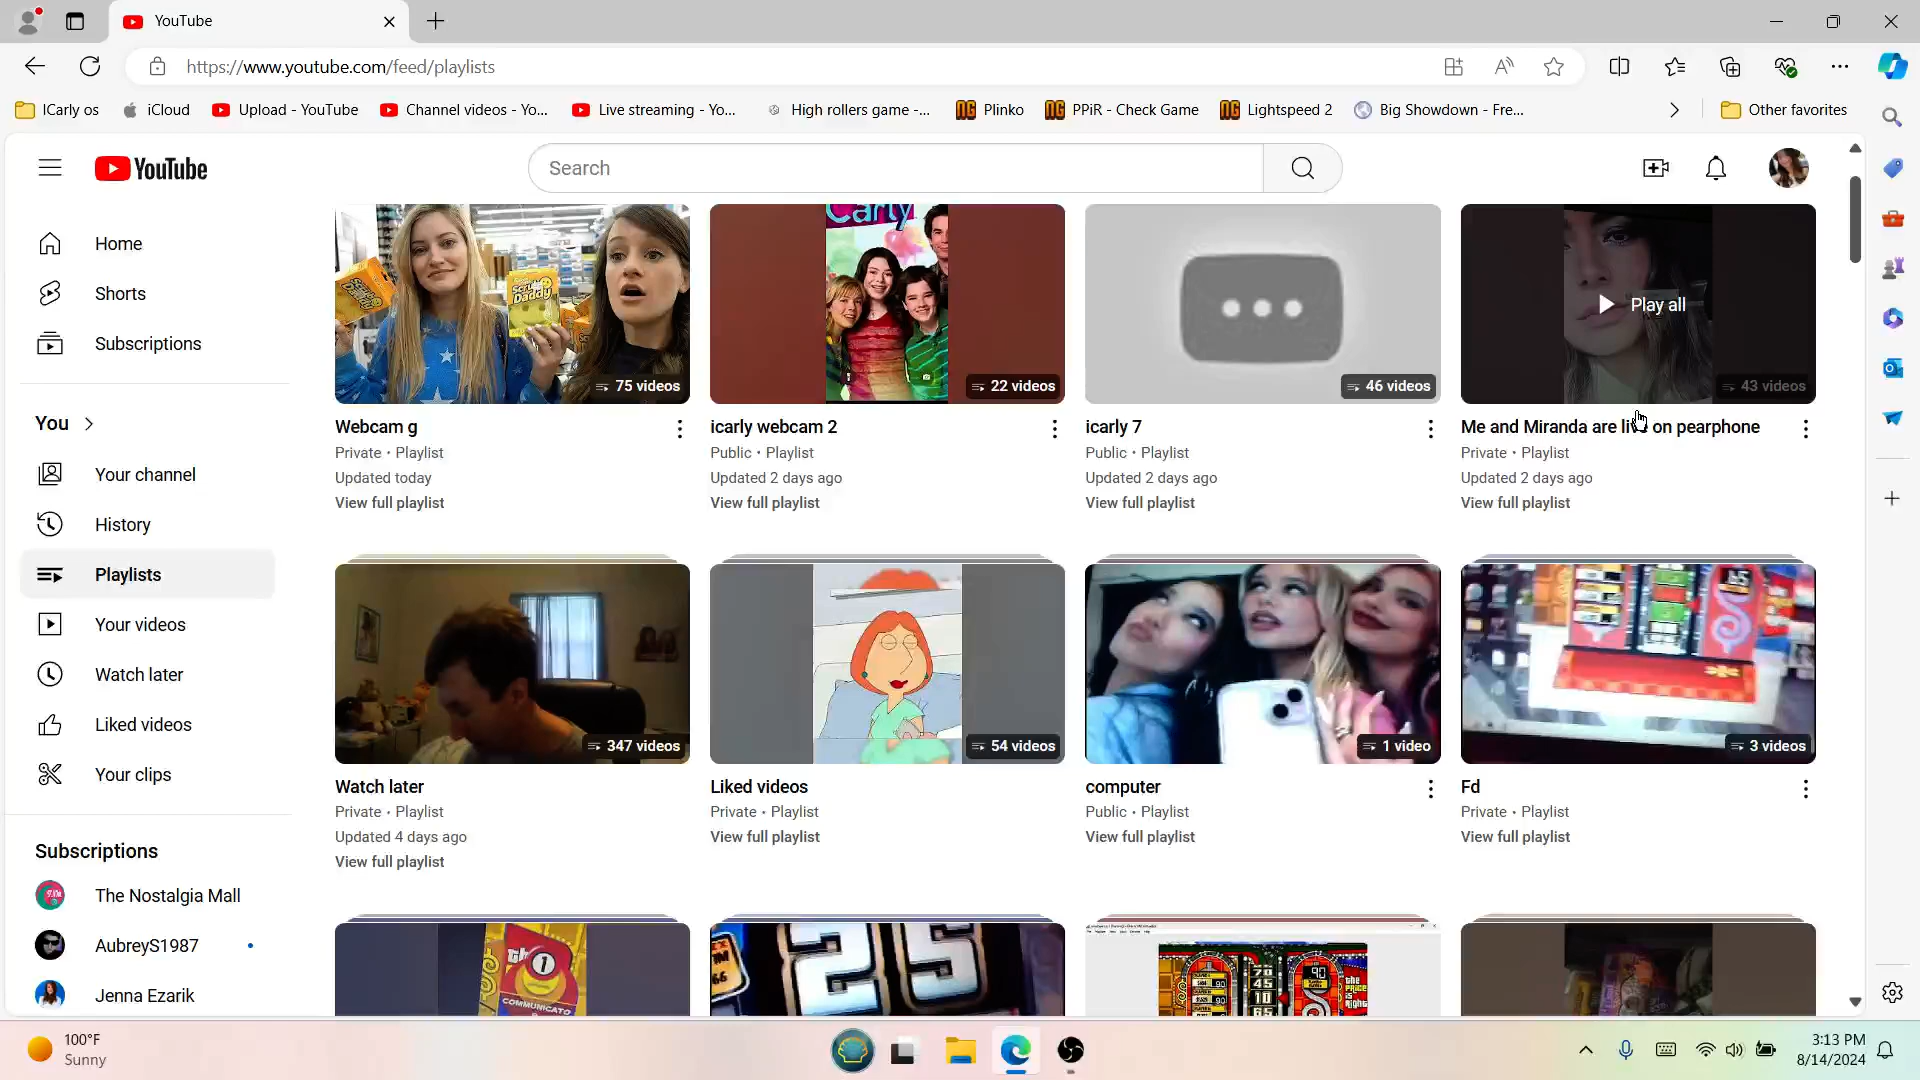 YouTube
https://www.youtube.com/feed/playlists
ICarly os
iCloud
Upload - YouTube
Channel videos - Yo...
Live streaming - Yo...
High rollers game -...
Plinko
PPiR - Check Game
Lightspeed 2
Big Showdown - Fre...
Other favorites
YouTube
Search
Home
Shorts
Subscriptions
You
Your channel
History
Playlists
Your videos
Watch later
Liked videos
Your clips
Subscriptions
The Nostalgia Mall
AubreyS1987
Jenna Ezarik
75 videos
Webcam g
Private • Playlist
Updated today
View full playlist
Carly
22 videos
icarly webcam 2
Public • Playlist
Updated 2 days ago
View full playlist
46 videos
icarly 7
Public • Playlist
Updated 2 days ago
View full playlist
Play all
43 videos
Me and Miranda are live on pearphone
Private • Playlist
Updated 2 days ago
View full playlist
347 videos
Watch later
Private • Playlist
Updated 4 days ago
View full playlist
54 videos
Liked videos
Private • Playlist
View full playlist
1 video
computer
Public • Playlist
View full playlist
3 videos
Fd
Private • Playlist
View full playlist
100°F
Sunny
3:13 PM
8/14/2024